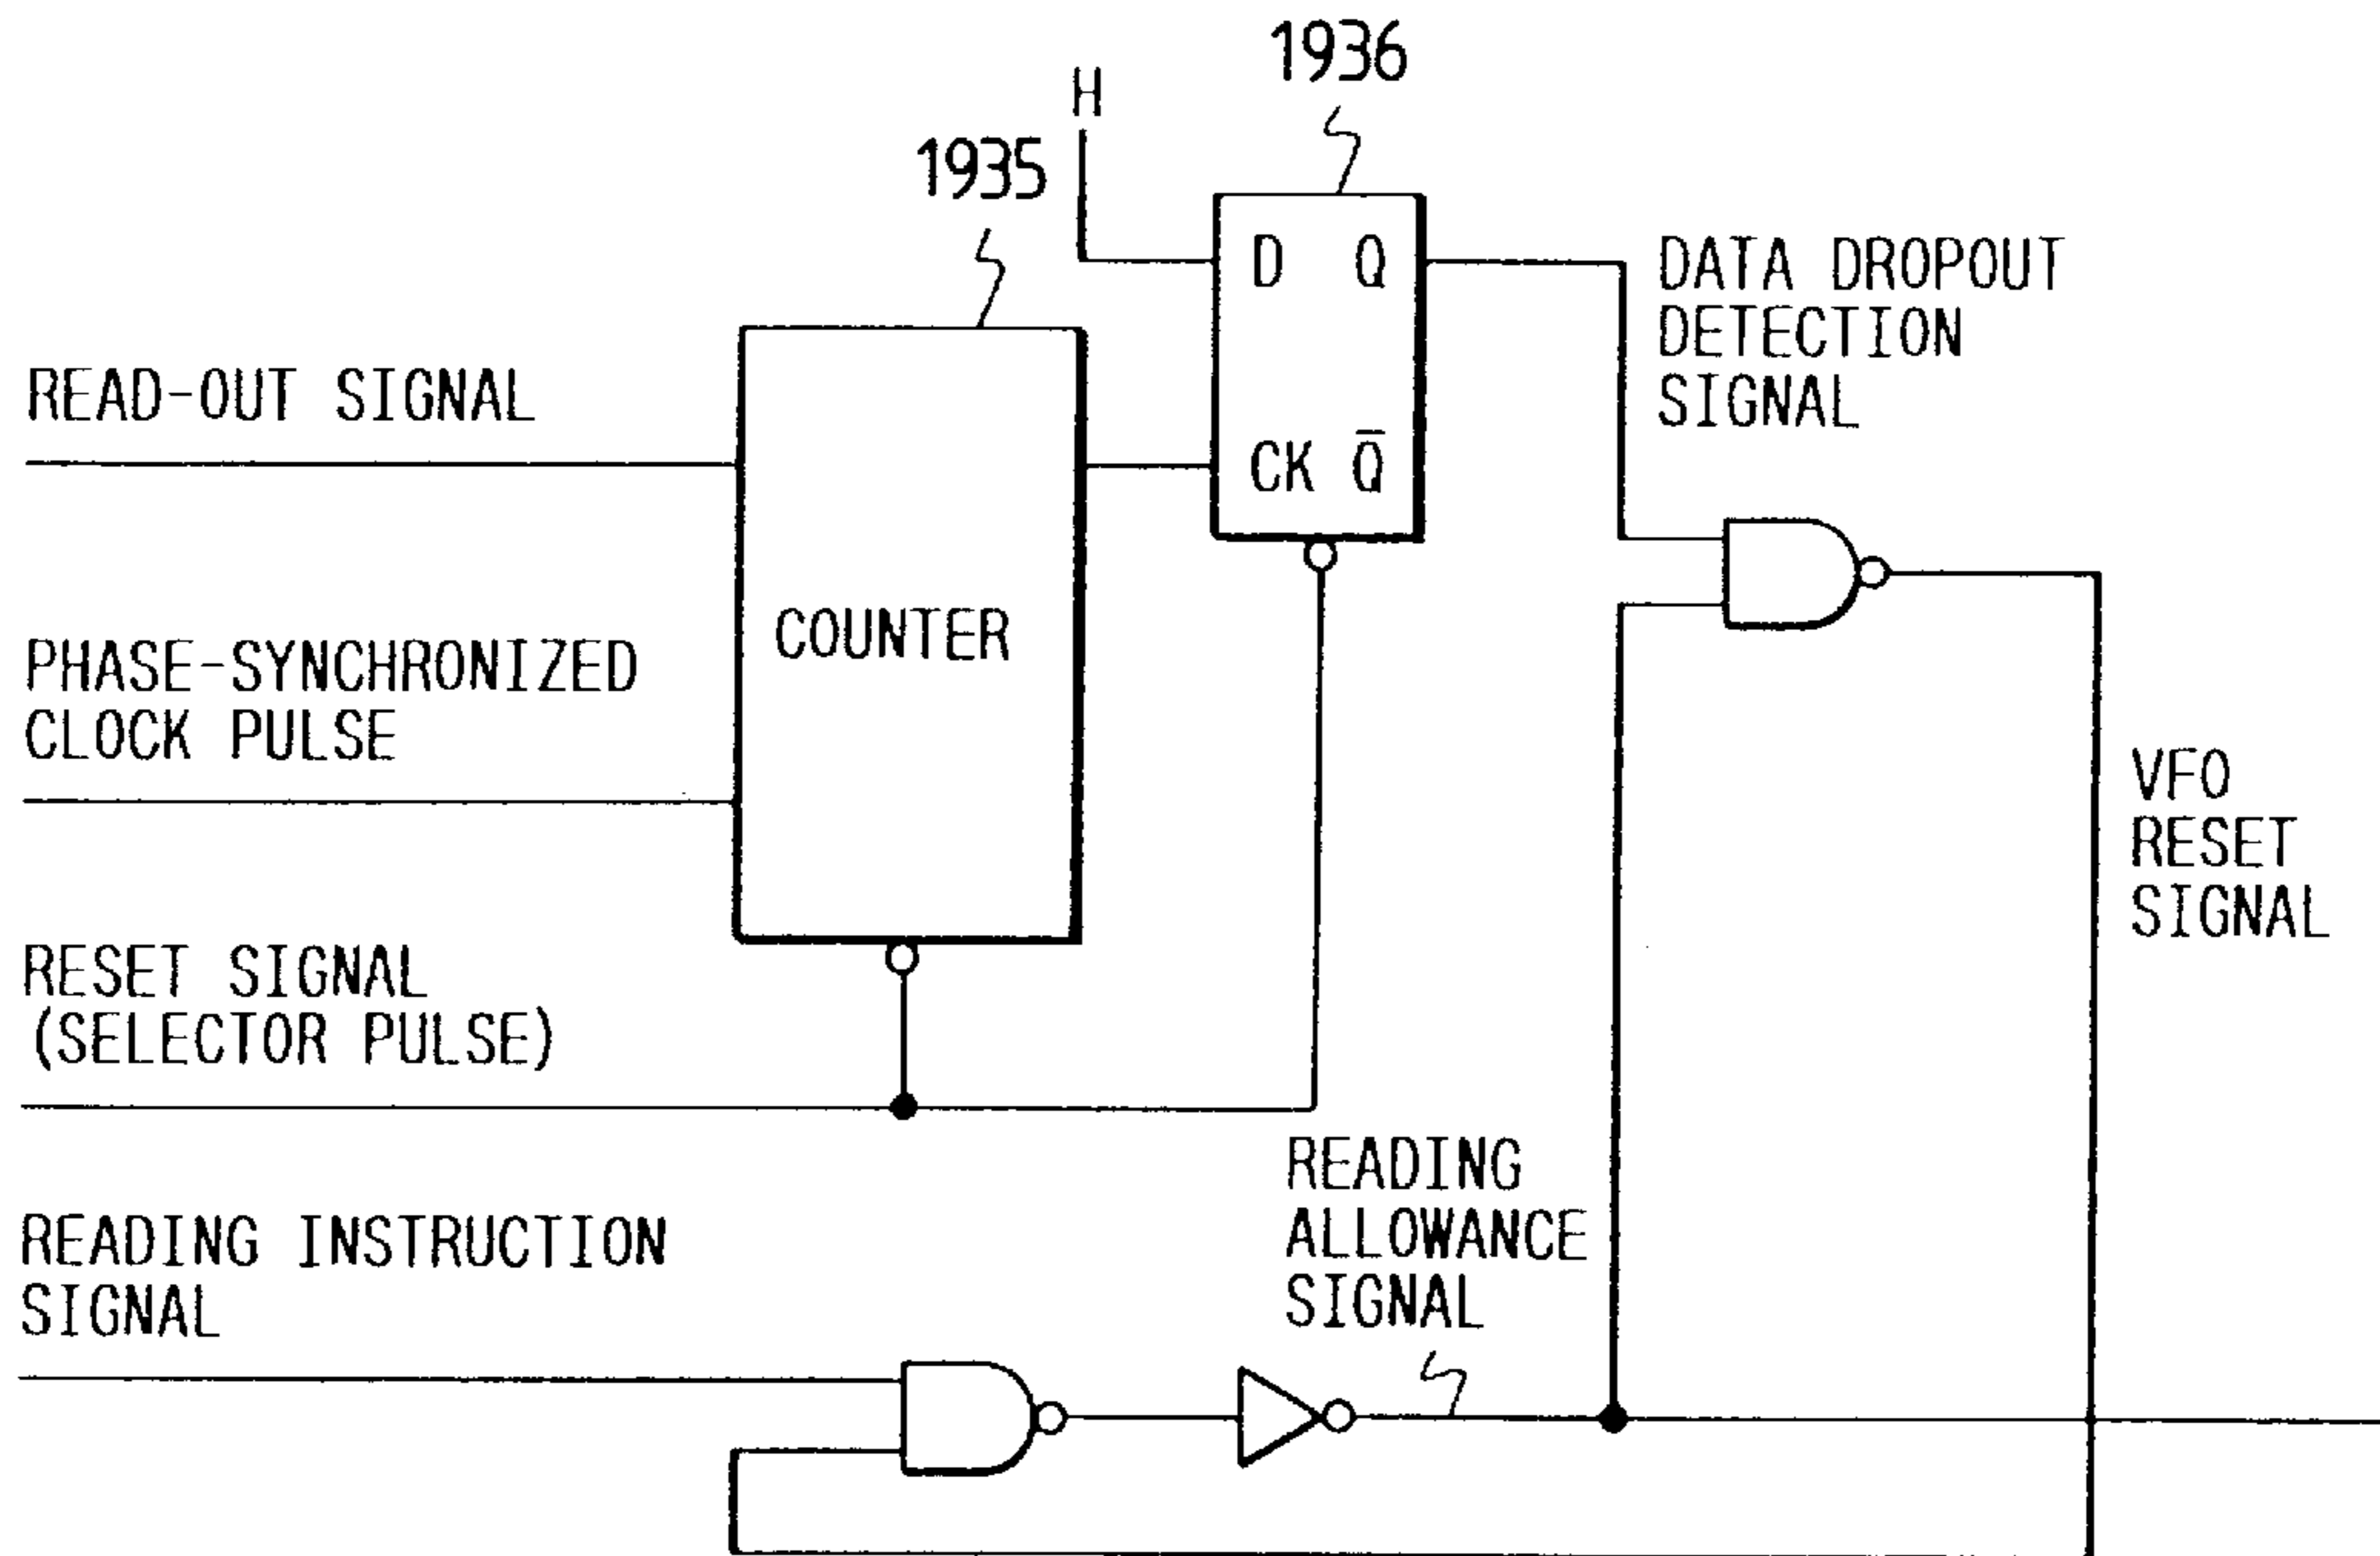 1936
H
1935
D Q
CK Q̅
DATA DROPOUT
DETECTION
SIGNAL
READ-OUT SIGNAL
COUNTER
PHASE-SYNCHRONIZED
CLOCK PULSE
VFO
RESET
SIGNAL
RESET SIGNAL
(SELECTOR PULSE)
READING
ALLOWANCE
SIGNAL
READING INSTRUCTION
SIGNAL